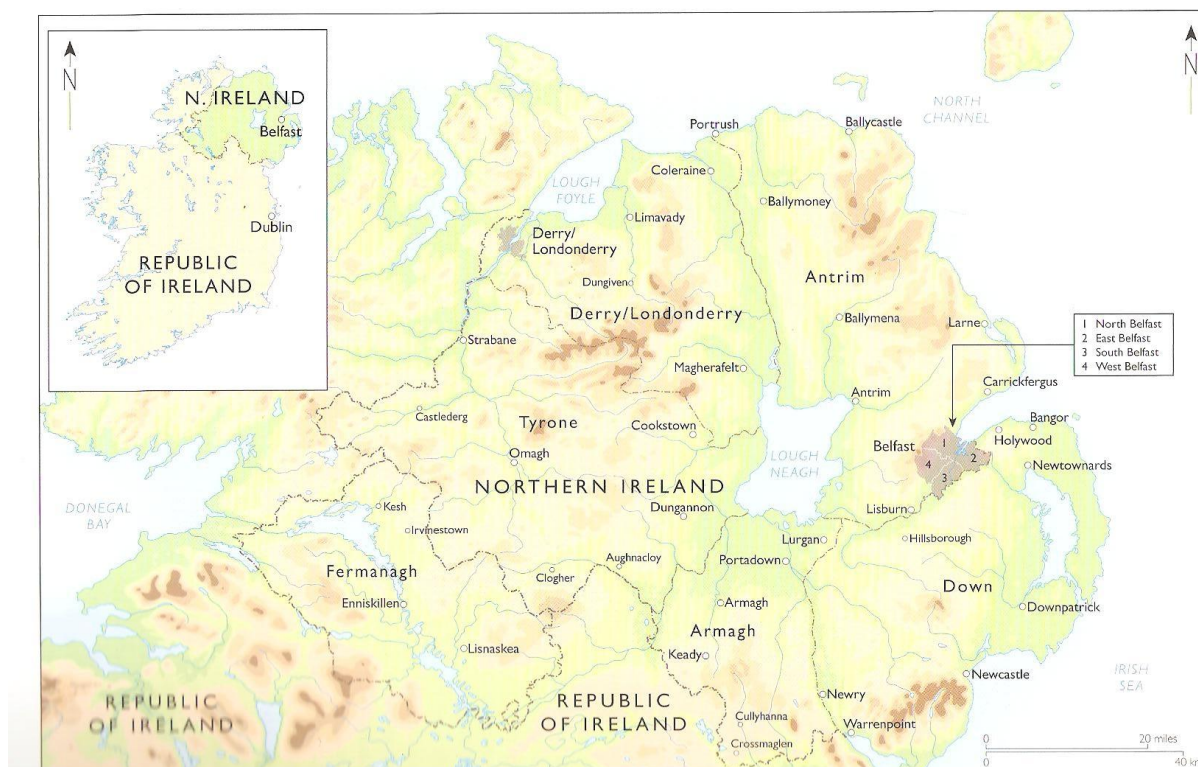 N
N. IRELAND
Belfast
Dublin
REPUBLIC
OF IRELAND
N
NORTH
CHANNEL
Portrush
Ballycastle
Coleraine
LOUGH
FOYLE
Ballymoney
Limavady
Derry/
Londonderry
Dungiven
Antrim
Derry/Londonderry
Ballymena
Larne
1 North Belfast
2 East Belfast
3 South Belfast
4 West Belfast
Strabane
Magherafelt
Carrickfergus
Antrim
Castlederg
Tyrone
Cookstown
Bangor
Holywood
Belfast
1
2
3
4
Omagh
LOUGH
NEAGH
Newtownards
NORTHERN IRELAND
DONEGAL
BAY
Kesh
Dungannon
Lisburn
Irvinestown
Lurgan
Hillsborough
Aughnacloy
Portadown
Fermanagh
Clogher
Down
Enniskillen
Armagh
Downpatrick
Armagh
Lisnaskea
Keady
Newcastle
IRISH
SEA
REPUBLIC
OF IRELAND
REPUBLIC
OF IRELAND
Newry
Cullyhanna
Warrenpoint
Crossmaglen
0
20 miles
0
40 k